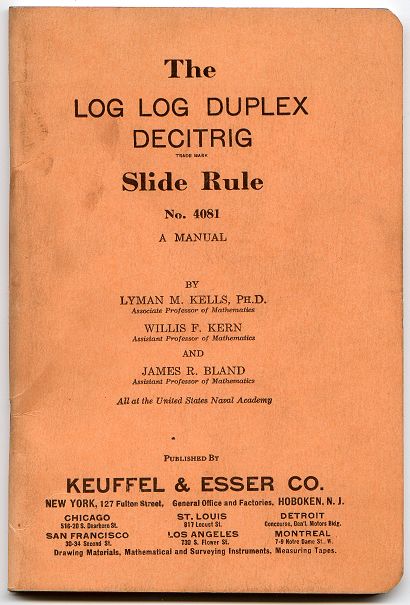 The
LOG LOG DUPLEX
DECITRIG
TRADE MARK
Slide Rule
No. 4081
A MANUAL
BY
LYMAN M. KELLS, PH.D.
Associate Professor of Mathematics
WILLIS F. KERN
Assistant Professor of Mathematics
AND
JAMES R. BLAND
Assistant Professor of Mathematics
All at the United States Naval Academy
PUBLISHED BY
KEUFFEL & ESSER CO.
NEW YORK, 127 Fulton Street, General Office and Factories, HOBOKEN, N. J.
CHICAGO ST. LOUIS DETROIT
516-20 S. Dearborn St. 817 Locust St. Concourse, Gen'l. Motors Bldg.
SAN FRANCISCO LOS ANGELES MONTREAL
30-34 Second St. 730 S. Flower St. 7-9 Notre Dame St. W.
Drawing Materials, Mathematical and Surveying Instruments, Measuring Tapes.